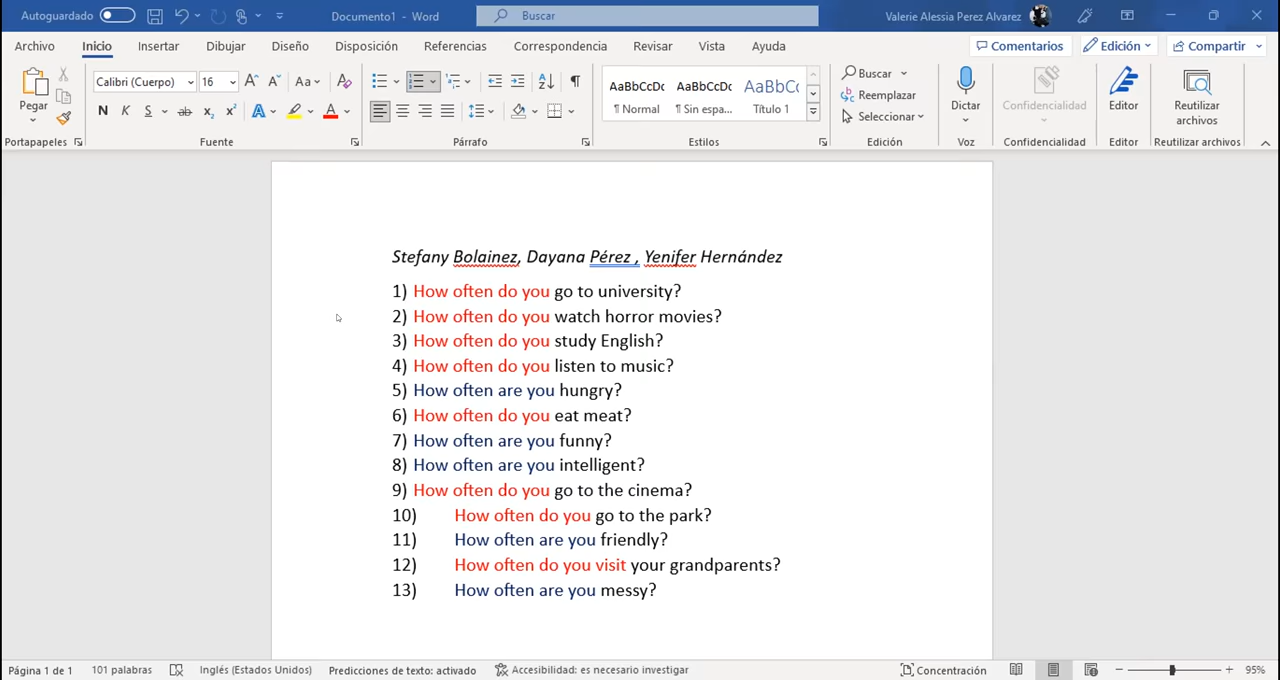 Autoguardado Documento1 - Word Buscar Valerie Alessia Perez Alvarez
Archivo Inicio Insertar Dibujar Diseño Disposición Referencias Correspondencia Revisar Vista Ayuda Comentarios Edición Compartir
Pegar
Calibri (Cuerpo) 16 A A Aa A
N K S ab x₂ x² A A
AaBbCcDc AaBbCcDc AaBbCc
¶ Normal ¶ Sin espa... Título 1
Buscar
Reemplazar
Seleccionar
Dictar
Confidencialidad
Editor
Reutilizar
archivos
Portapapeles Fuente Párrafo Estilos Edición Voz Confidencialidad Editor Reutilizar archivos
Stefany Bolainez, Dayana Pérez , Yenifer Hernández
1) How often do you go to university?
2) How often do you watch horror movies?
3) How often do you study English?
4) How often do you listen to music?
5) How often are you hungry?
6) How often do you eat meat?
7) How often are you funny?
8) How often are you intelligent?
9) How often do you go to the cinema?
10) How often do you go to the park?
11) How often are you friendly?
12) How often do you visit your grandparents?
13) How often are you messy?
Página 1 de 1 101 palabras Inglés (Estados Unidos) Predicciones de texto: activado Accesibilidad: es necesario investigar Concentración 95%